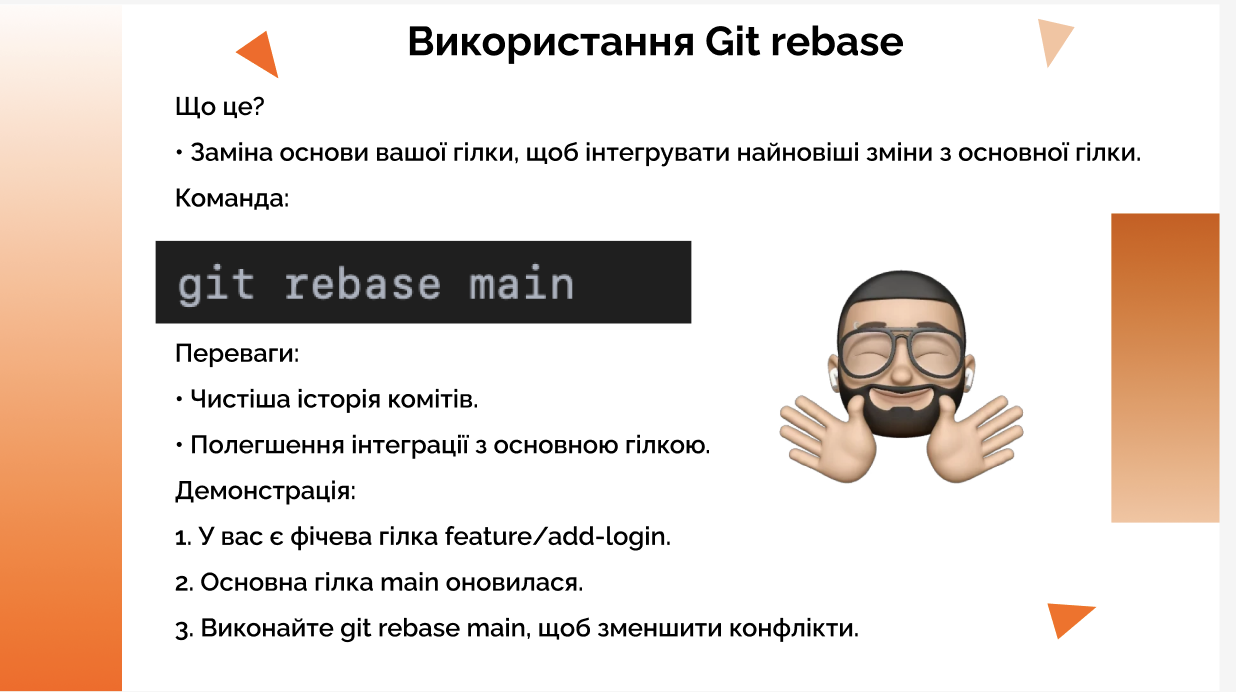 Використання Git rebase
Що це?
• Заміна основи вашої гілки, щоб інтегрувати найновіші зміни з основної гілки.
Команда:
git rebase main
Переваги:
• Чистіша історія комітів.
• Полегшення інтеграції з основною гілкою.
Демонстрація:
1. У вас є фічева гілка feature/add-login.
2. Основна гілка main оновилася.
3. Виконайте git rebase main, щоб зменшити конфлікти.